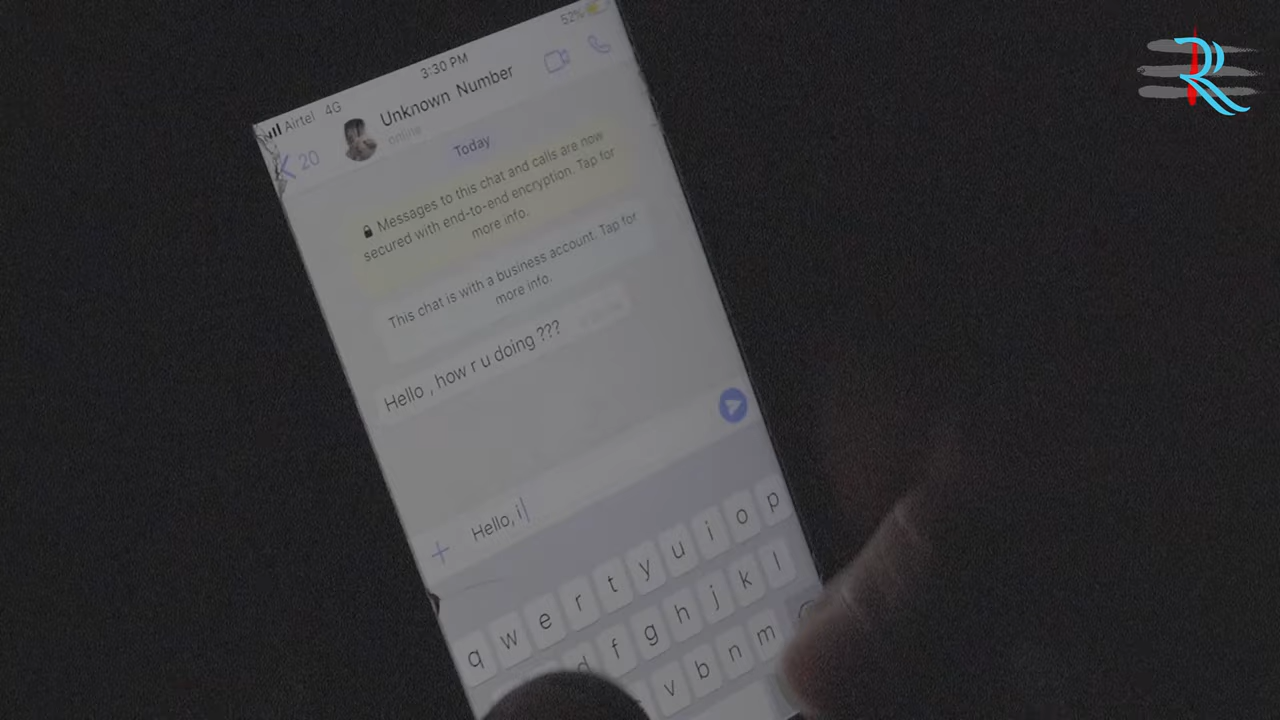 52%
3:30 PM
Airtel 4G
Unknown Number
online
20
Today
Messages to this chat and calls are now
secured with end-to-end encryption. Tap for
more info.
This chat is with a business account. Tap for
more info.
Hello , how r u doing ???
Hello, i
q w e r t y u i o p
d f g h j k l
v b n m